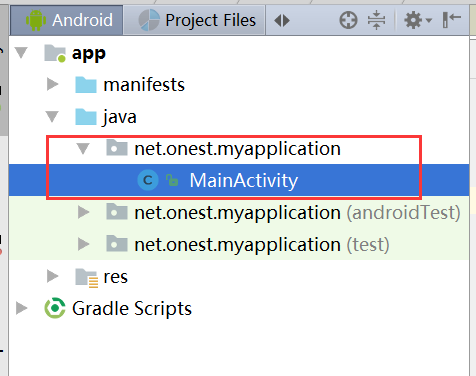 Android Project Files
app
manifests
java
net.onest.myapplication
C MainActivity
net.onest.myapplication (androidTest)
net.onest.myapplication (test)
res
Gradle Scripts